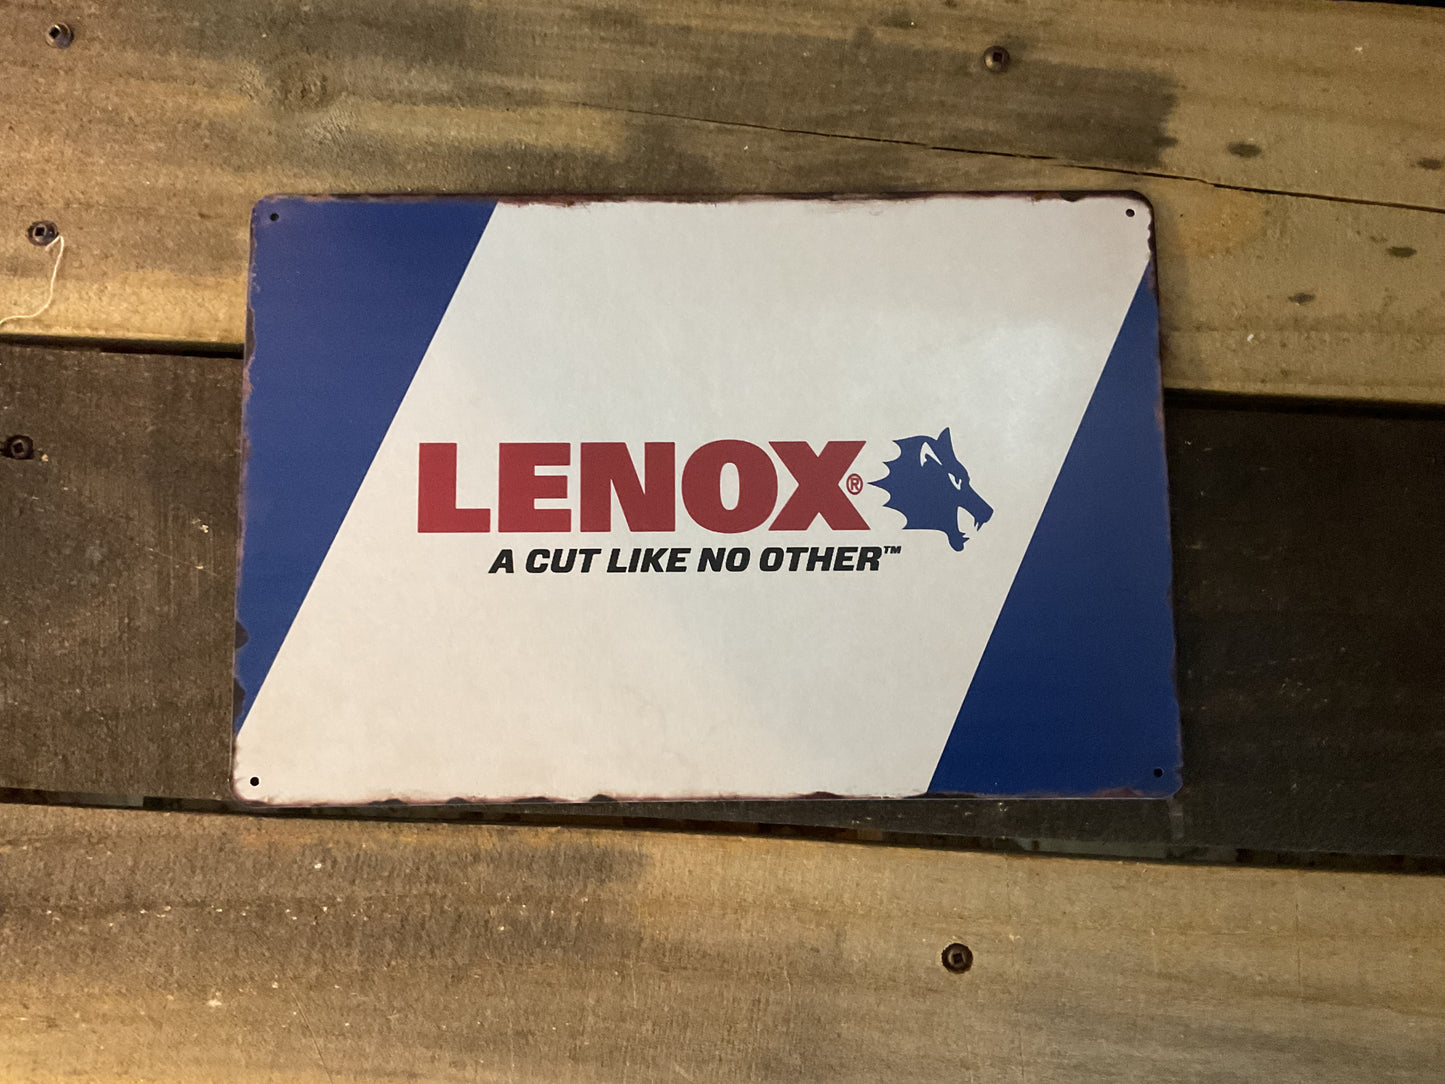 LENOX®
A CUT LIKE NO OTHER™